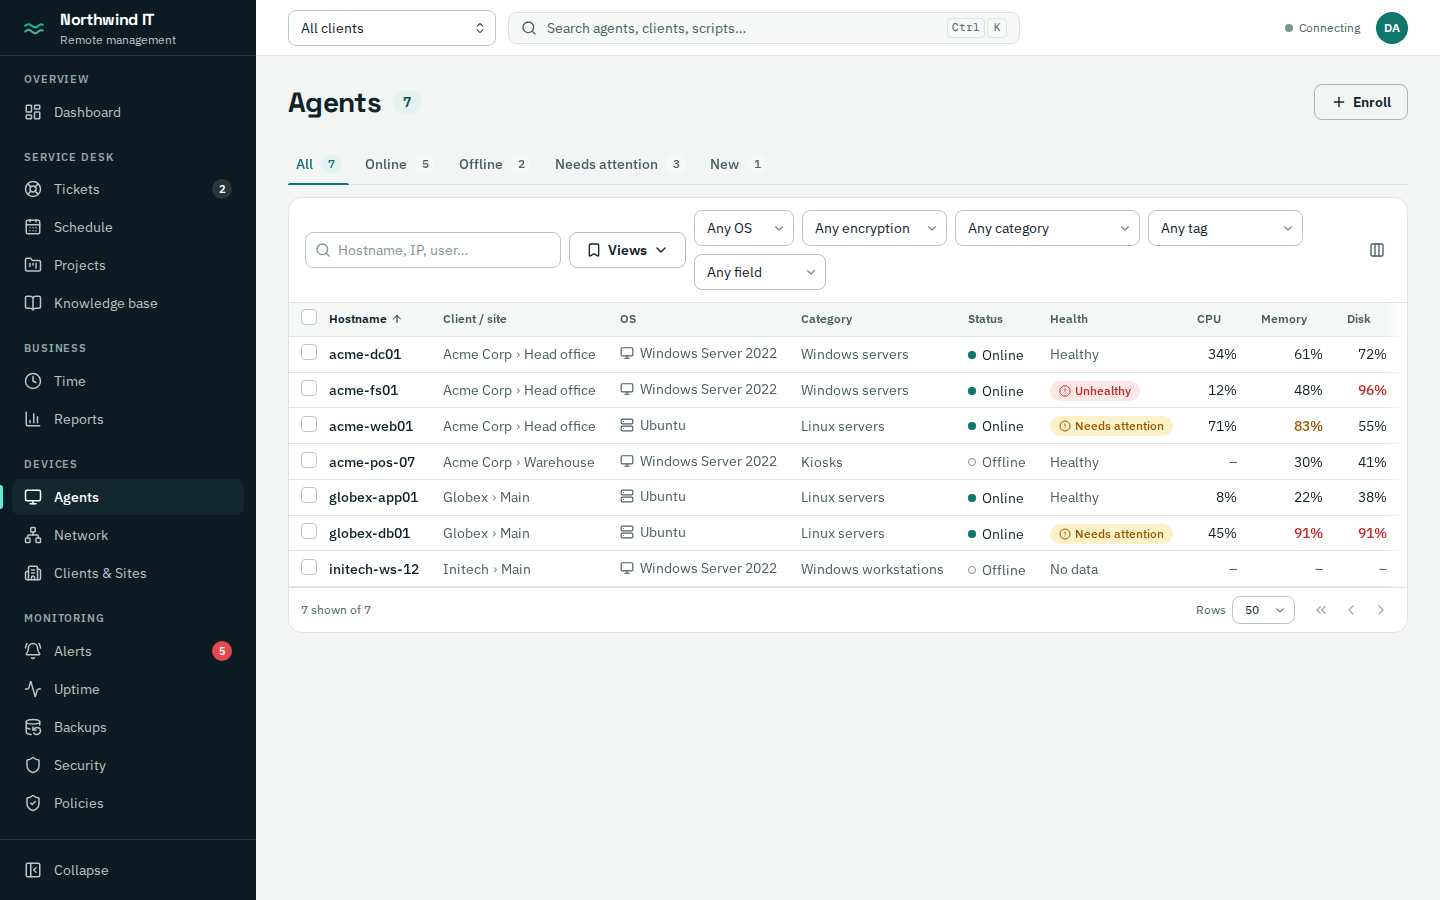 Northwind IT
Remote management
OVERVIEW
Dashboard
SERVICE DESK
Tickets 2
Schedule
Projects
Knowledge base
BUSINESS
Time
Reports
DEVICES
Agents
Network
Clients & Sites
MONITORING
Alerts 5
Uptime
Backups
Security
Policies
Collapse
All clients
Search agents, clients, scripts... Ctrl K
Connecting DA
Agents 7
Enroll
All 7 Online 5 Offline 2 Needs attention 3 New 1
Hostname, IP, user... Views Any OS Any encryption Any category Any tag
Any field
Hostname Client / site OS Category Status Health CPU Memory Disk
acme-dc01 Acme Corp › Head office Windows Server 2022 Windows servers Online Healthy 34% 61% 72%
acme-fs01 Acme Corp › Head office Windows Server 2022 Windows servers Online Unhealthy 12% 48% 96%
acme-web01 Acme Corp › Head office Ubuntu Linux servers Online Needs attention 71% 83% 55%
acme-pos-07 Acme Corp › Warehouse Windows Server 2022 Kiosks Offline Healthy – 30% 41%
globex-app01 Globex › Main Ubuntu Linux servers Online Healthy 8% 22% 38%
globex-db01 Globex › Main Ubuntu Linux servers Online Needs attention 45% 91% 91%
initech-ws-12 Initech › Main Windows Server 2022 Windows workstations Offline No data – – –
7 shown of 7 Rows 50